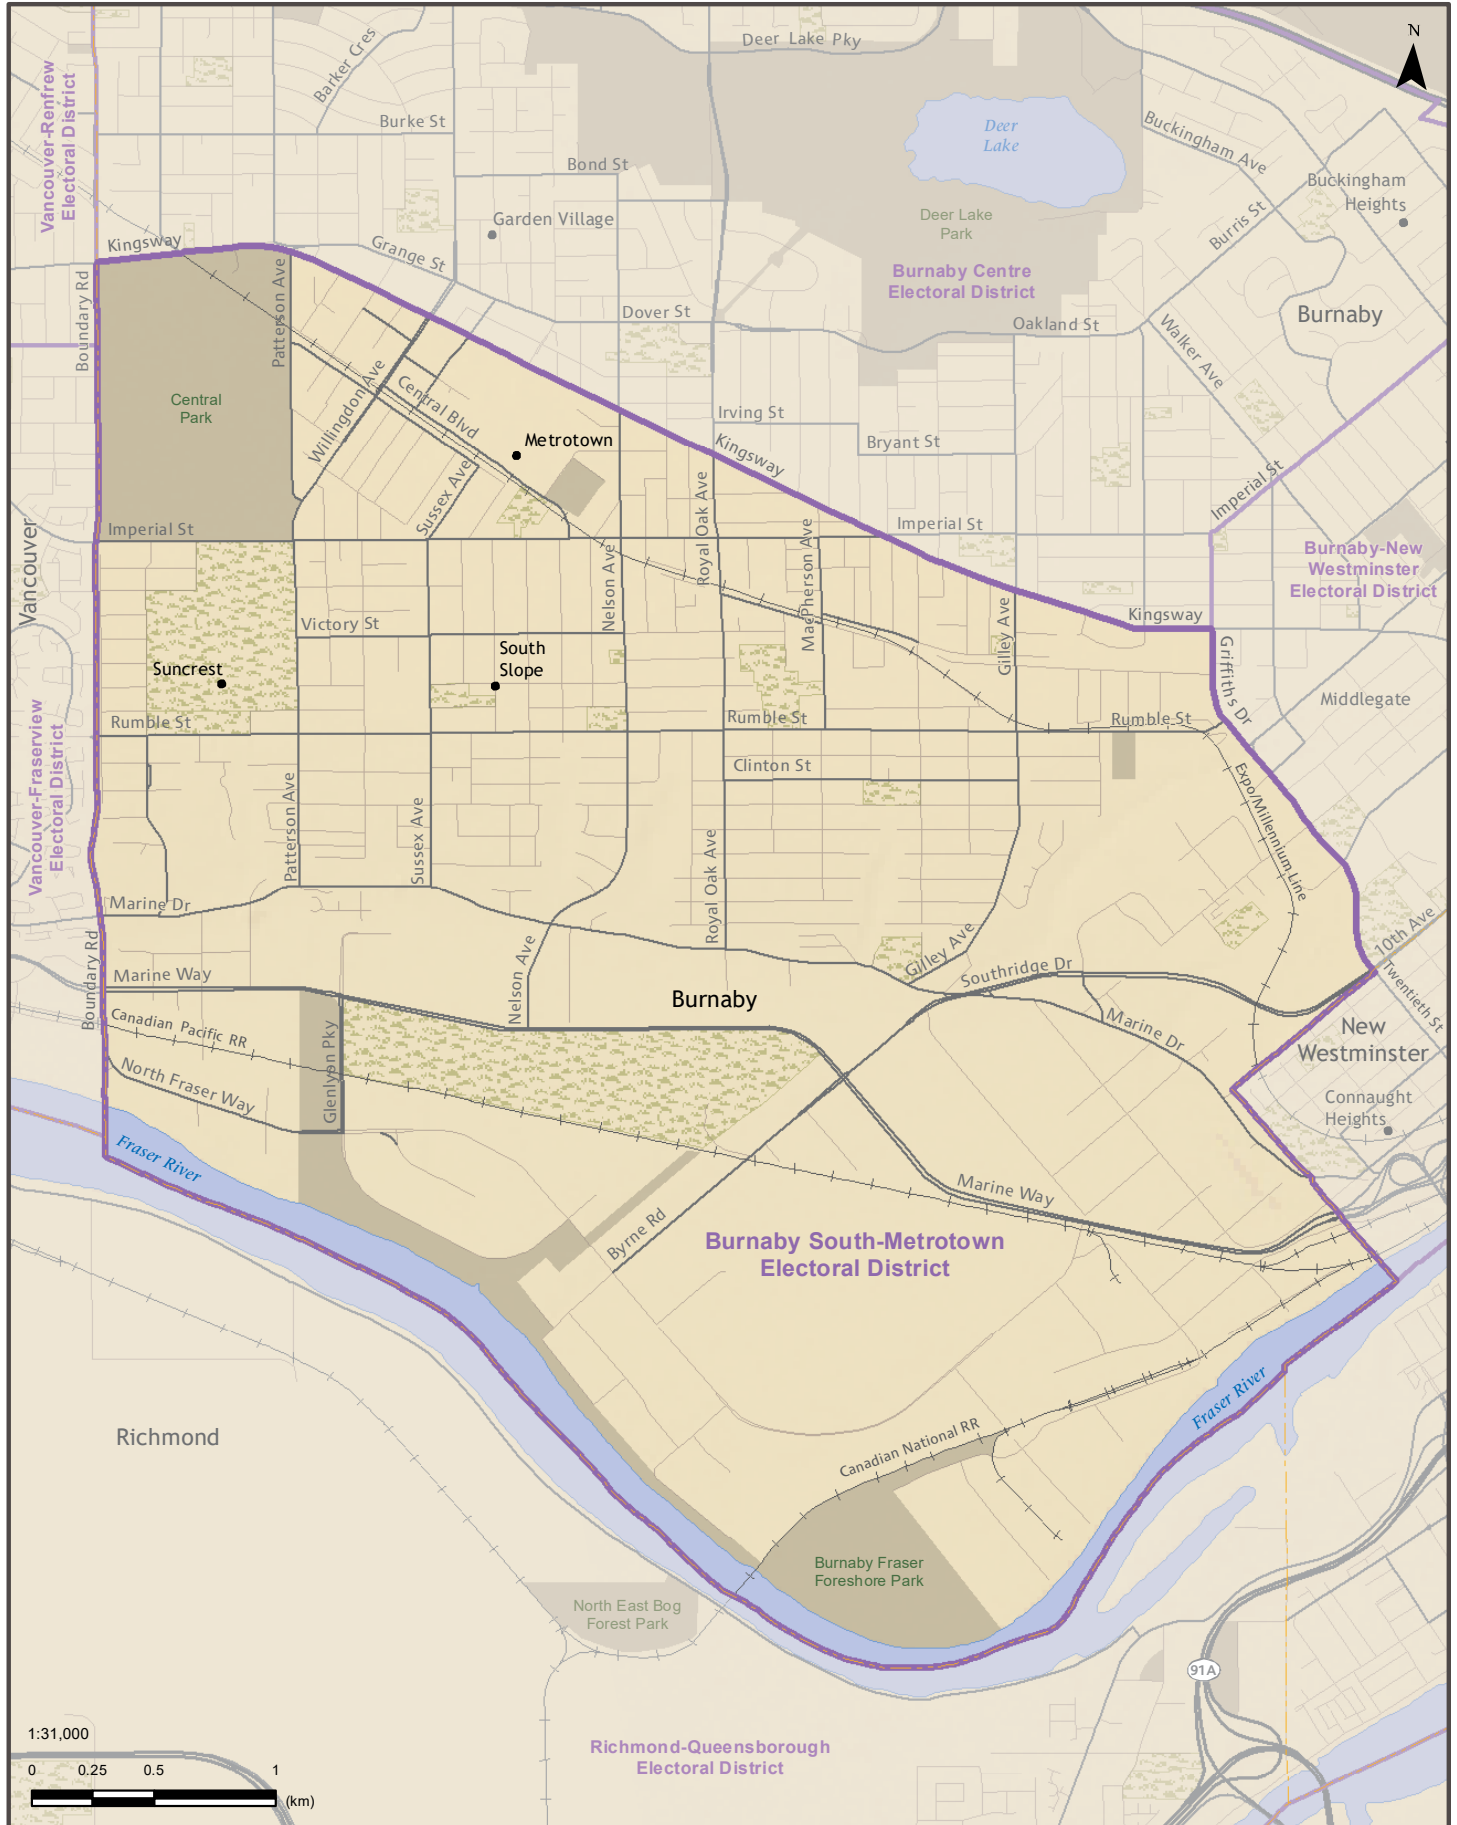 N
Deer Lake Pky
Barker Cres
Vancouver-Renfrew
Electoral District
Burke St
Deer
Lake
Buckingham Ave
Bond St
Buckingham
Heights
Garden Village
Deer Lake
Park
Burris St
Kingsway
Grange St
Burnaby Centre
Electoral District
Boundary Rd
Patterson Ave
Dover St
Oakland St
Burnaby
Walker Ave
Central
Park
Willingdon Ave
Central Blvd
Irving St
Metrotown
Kingsway
Bryant St
Sussex Ave
Royal Oak Ave
Imperial St
Imperial St
Imperial St
Vancouver
Nelson Ave
MacPherson Ave
Burnaby-New
Westminster
Electoral District
Gilley Ave
Kingsway
Victory St
Suncrest
South
Slope
Griffiths Dr
Middlegate
Vancouver-Fraserview
Electoral District
Rumble St
Rumble St
Rumble St
Clinton St
Expo/Millennium Line
Patterson Ave
Sussex Ave
Royal Oak Ave
Marine Dr
10th Ave
Gilley Ave
Boundary Rd
Marine Way
Nelson Ave
Southridge Dr
Twentieth St
Burnaby
Canadian Pacific RR
Glenlyon Pky
Marine Dr
New
Westminster
North Fraser Way
Connaught
Heights
Fraser River
Marine Way
Byrne Rd
Burnaby South-Metrotown
Electoral District
Fraser River
Richmond
Canadian National RR
Burnaby Fraser
Foreshore Park
North East Bog
Forest Park
91A
1:31,000
Richmond-Queensborough
Electoral District
0 0.25 0.5 1
(km)